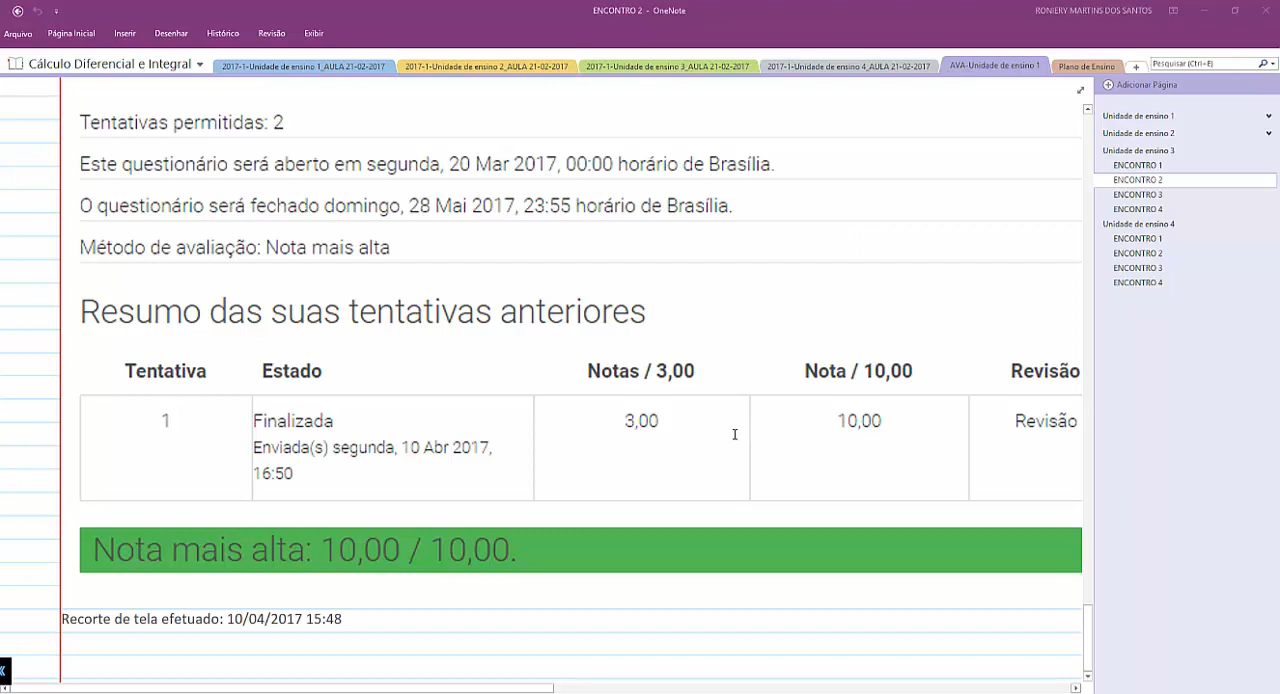 ENCONTRO 2 - OneNote
RONIERY MARTINS DOS SANTOS
Arquivo Página Inicial Inserir Desenhar Histórico Revisão Exibir
Cálculo Diferencial e Integral
2017-1-Unidade de ensino 1_AULA 21-02-2017
2017-1-Unidade de ensino 2_AULA 21-02-2017
2017-1-Unidade de ensino 3_AULA 21-02-2017
2017-1-Unidade de ensino 4_AULA 21-02-2017
AVA-Unidade de ensino 1
Plano de Ensino
Pesquisar (Ctrl+E)
Tentativas permitidas: 2
Este questionário será aberto em segunda, 20 Mar 2017, 00:00 horário de Brasília.
O questionário será fechado domingo, 28 Mai 2017, 23:55 horário de Brasília.
Método de avaliação: Nota mais alta
Resumo das suas tentativas anteriores
Tentativa Estado Notas / 3,00 Nota / 10,00 Revisão
1 Finalizada 3,00 10,00 Revisão
Enviada(s) segunda, 10 Abr 2017,
16:50
Nota mais alta: 10,00 / 10,00.
Recorte de tela efetuado: 10/04/2017 15:48
Adicionar Página
Unidade de ensino 1
Unidade de ensino 2
Unidade de ensino 3
ENCONTRO 1
ENCONTRO 2
ENCONTRO 3
ENCONTRO 4
Unidade de ensino 4
ENCONTRO 1
ENCONTRO 2
ENCONTRO 3
ENCONTRO 4